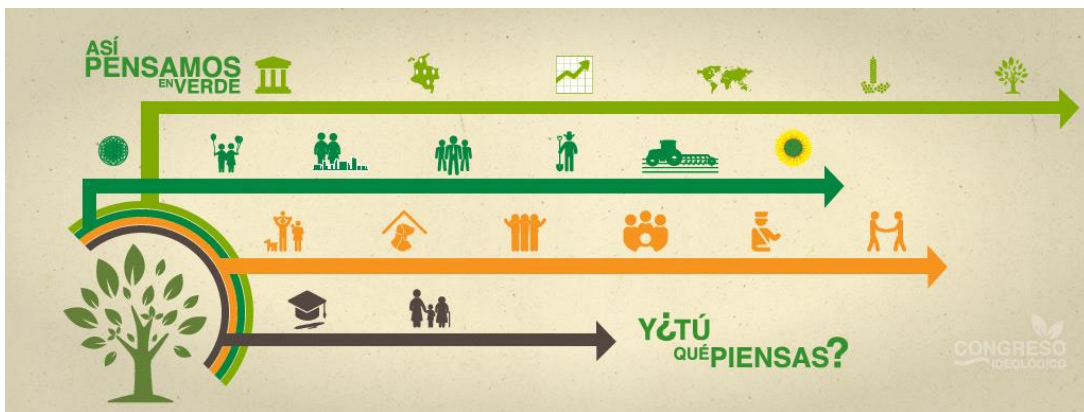 ASÍ
PENSAMOS
EN VERDE
Y¿TÚ
QUÉ PIENSAS?
CONGRESO
IDEOLÓGICO